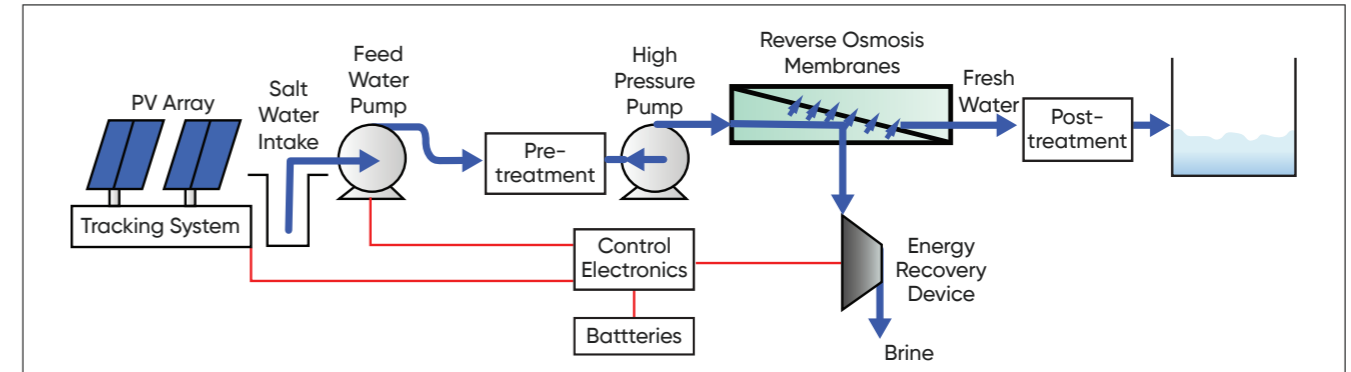 PV Array
Tracking System
Salt
Water
Intake
Feed
Water
Pump
Pre-
treatment
High
Pressure
Pump
Reverse Osmosis
Membranes
Fresh
Water
Post-
treatment
Control
Electronics
Battteries
Energy
Recovery
Device
Brine